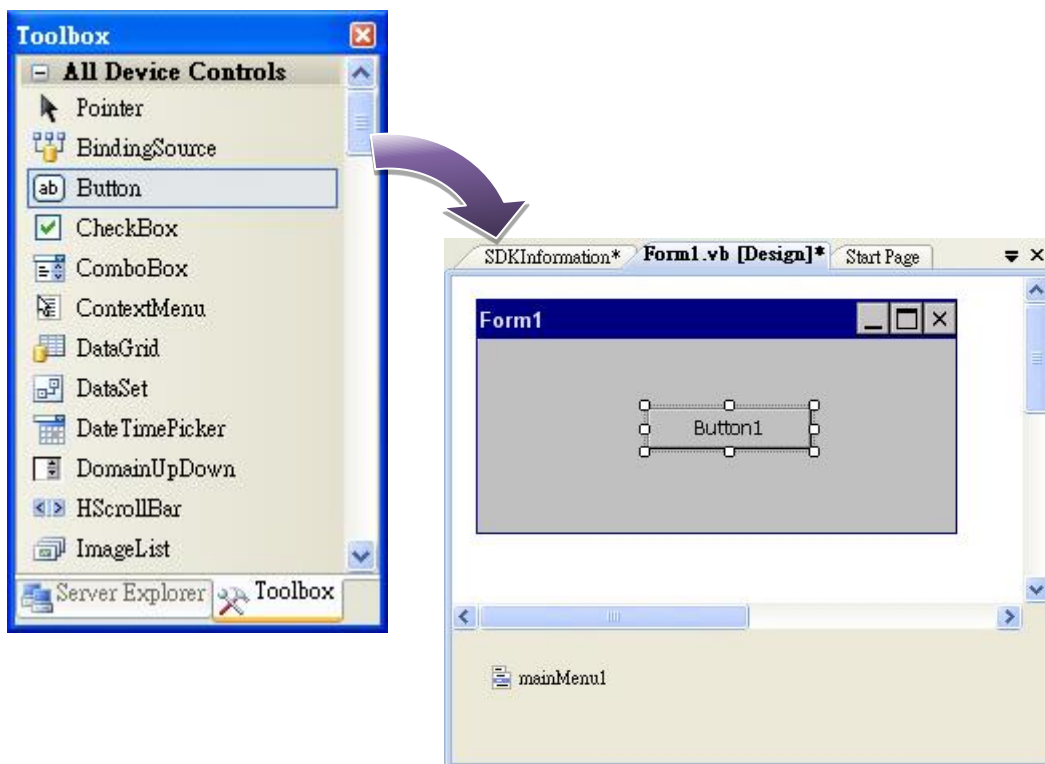 Toolbox
All Device Controls
Pointer
BindingSource
ab Button
CheckBox
ComboBox
ContextMenu
DataGrid
DataSet
DateTimePicker
DomainUpDown
HScrollBar
ImageList
Server Explorer Toolbox
SDKInformation* Form1.vb [Design]* Start Page
Form1
Button1
mainMenu1